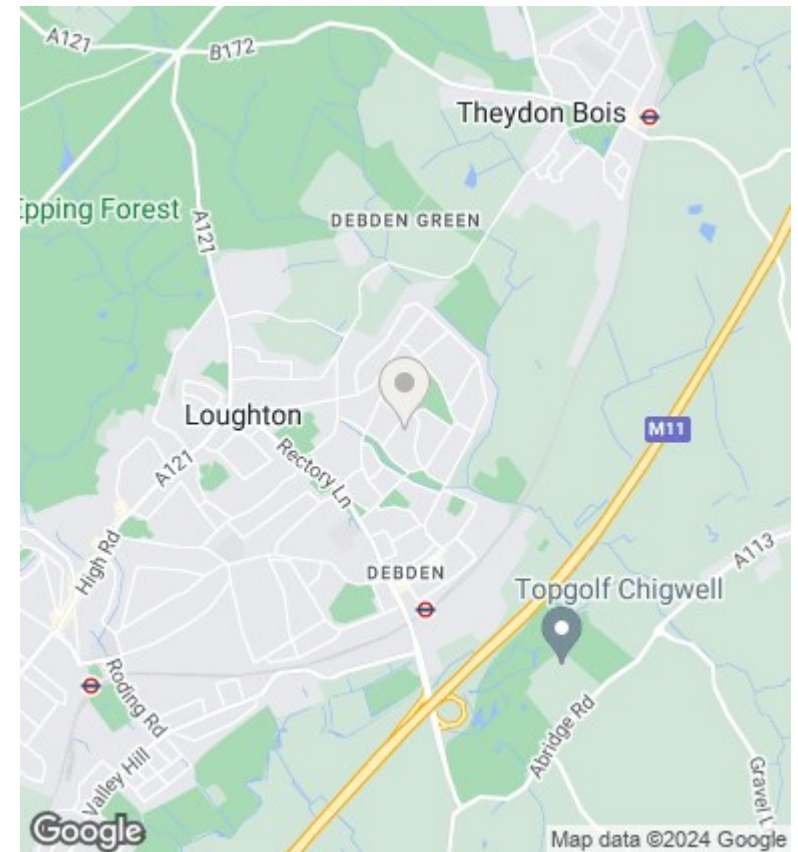 A121
B172
Theydon Bois
Epping Forest
DEBDEN GREEN
A121
Loughton
M11
A121
Rectory Ln
High Rd
DEBDEN
A113
Topgolf Chigwell
Roding Rd
Abridge Rd
Valley Hill
Gravel L
Google
Map data ©2024 Google